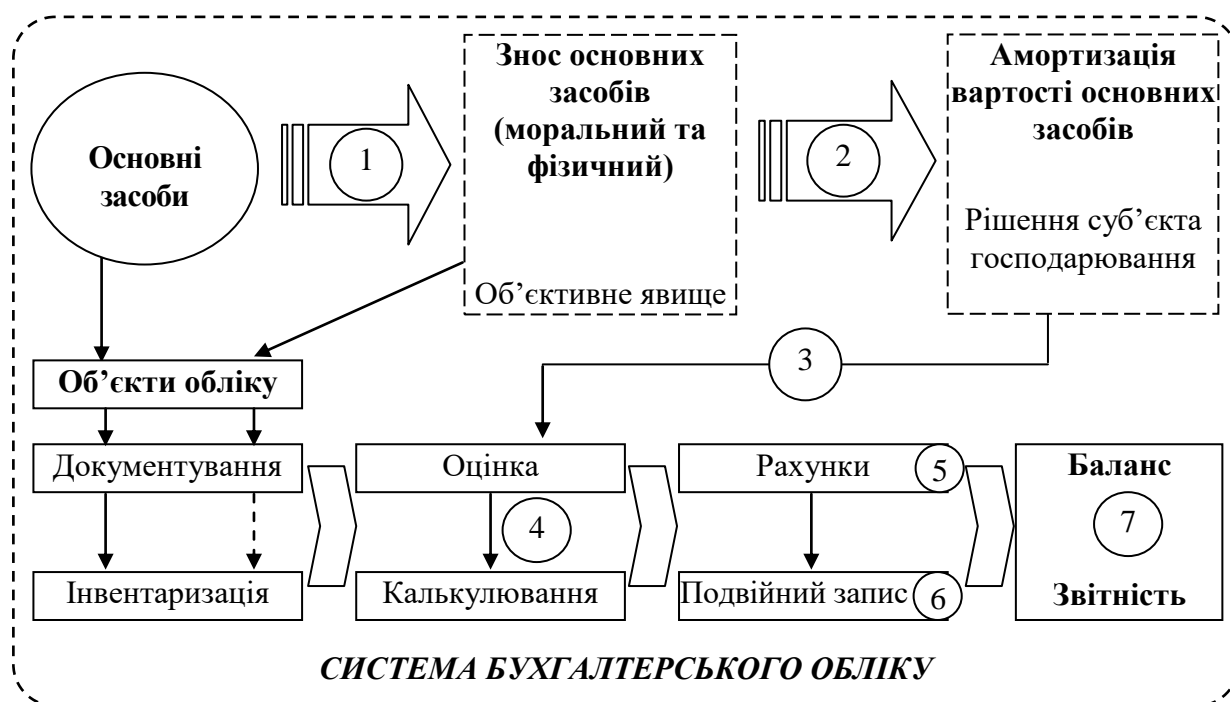 Основні
засоби
1
Знос основних
засобів
(моральний та
фізичний)
Об’єктивне явище
2
Амортизація
вартості основних
засобів
Рішення суб’єкта
господарювання
3
Об’єкти обліку
Документування
Оцінка
Рахунки
5
Баланс
4
7
Інвентаризація
Калькулювання
Подвійний запис
6
Звітність
СИСТЕМА БУХГАЛТЕРСЬКОГО ОБЛІКУ